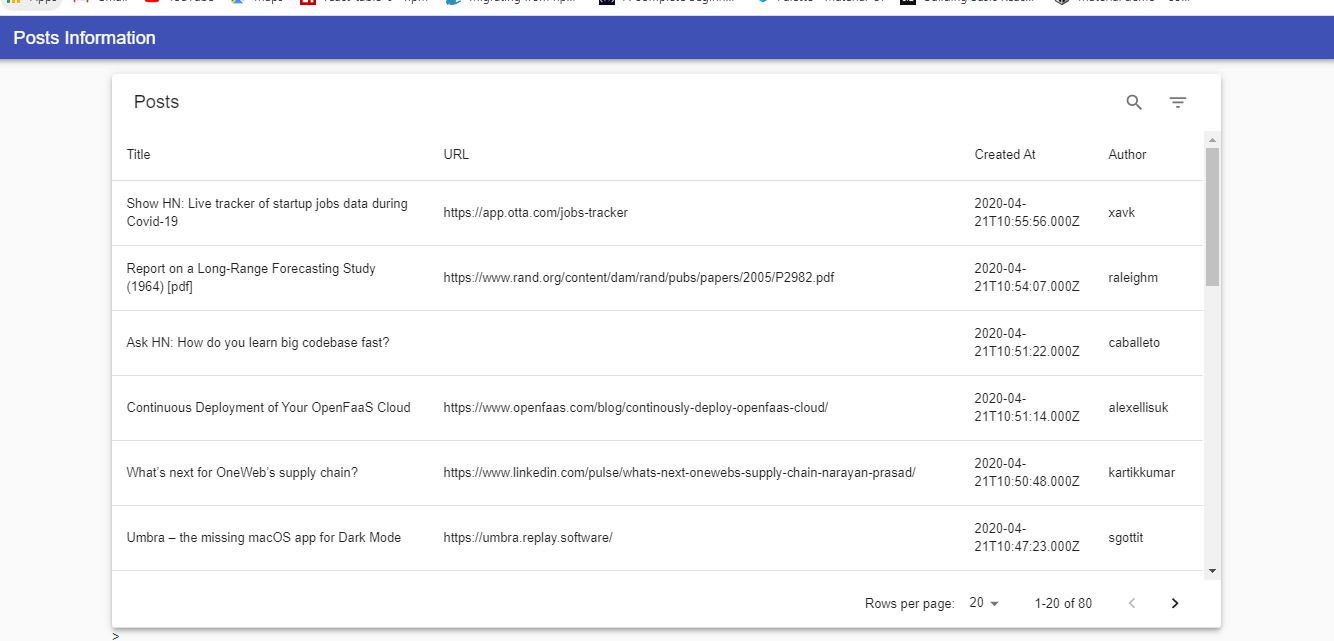 Posts Information
Posts
Title URL Created At Author
Show HN: Live tracker of startup jobs data during
Covid-19
https://app.otta.com/jobs-tracker
2020-04-
21T10:55:56.000Z
xavk
Report on a Long-Range Forecasting Study
(1964) [pdf]
https://www.rand.org/content/dam/rand/pubs/papers/2005/P2982.pdf
2020-04-
21T10:54:07.000Z
raleighm
Ask HN: How do you learn big codebase fast?
2020-04-
21T10:51:22.000Z
caballeto
Continuous Deployment of Your OpenFaaS Cloud
https://www.openfaas.com/blog/continously-deploy-openfaas-cloud/
2020-04-
21T10:51:14.000Z
alexellisuk
What’s next for OneWeb’s supply chain?
https://www.linkedin.com/pulse/whats-next-onewebs-supply-chain-narayan-prasad/
2020-04-
21T10:50:48.000Z
kartikkumar
Umbra – the missing macOS app for Dark Mode
https://umbra.replay.software/
2020-04-
21T10:47:23.000Z
sgottit
Rows per page: 20 1-20 of 80
>